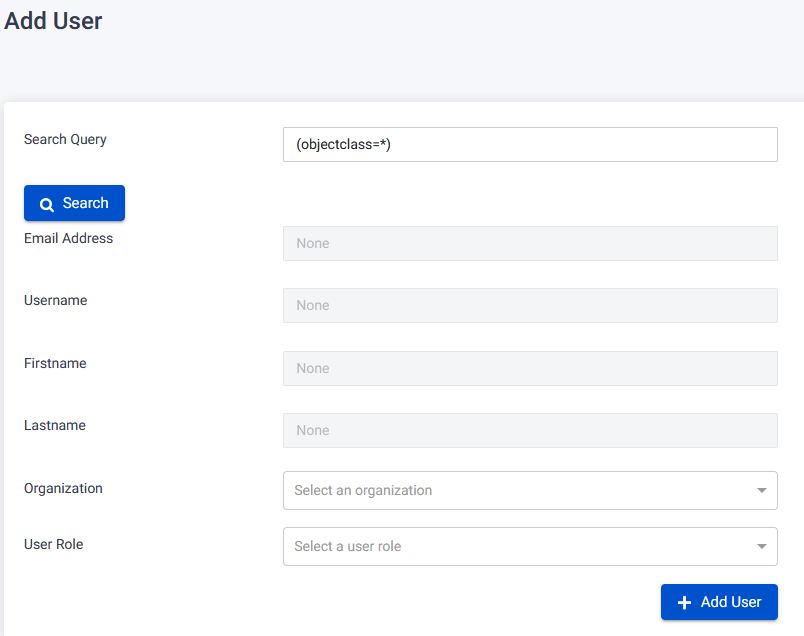 Add User
Search Query
(objectclass=*)
Search
Email Address
None
Username
None
Firstname
None
Lastname
None
Organization
Select an organization
User Role
Select a user role
Add User